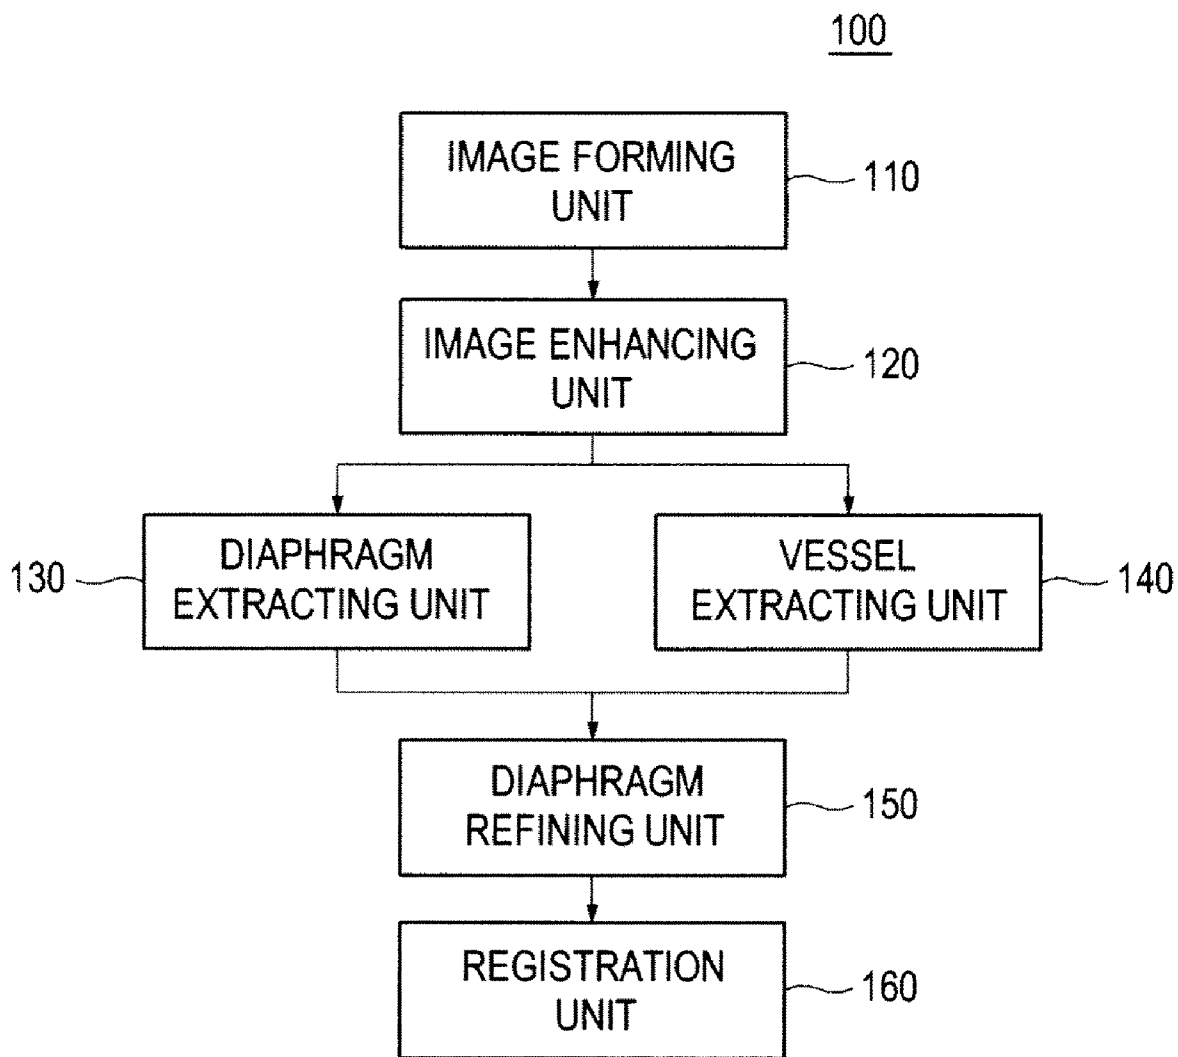 100
IMAGE FORMING
UNIT
110
IMAGE ENHANCING
UNIT
120
130
DIAPHRAGM
EXTRACTING UNIT
VESSEL
EXTRACTING UNIT
140
DIAPHRAGM
REFINING UNIT
150
REGISTRATION
UNIT
160